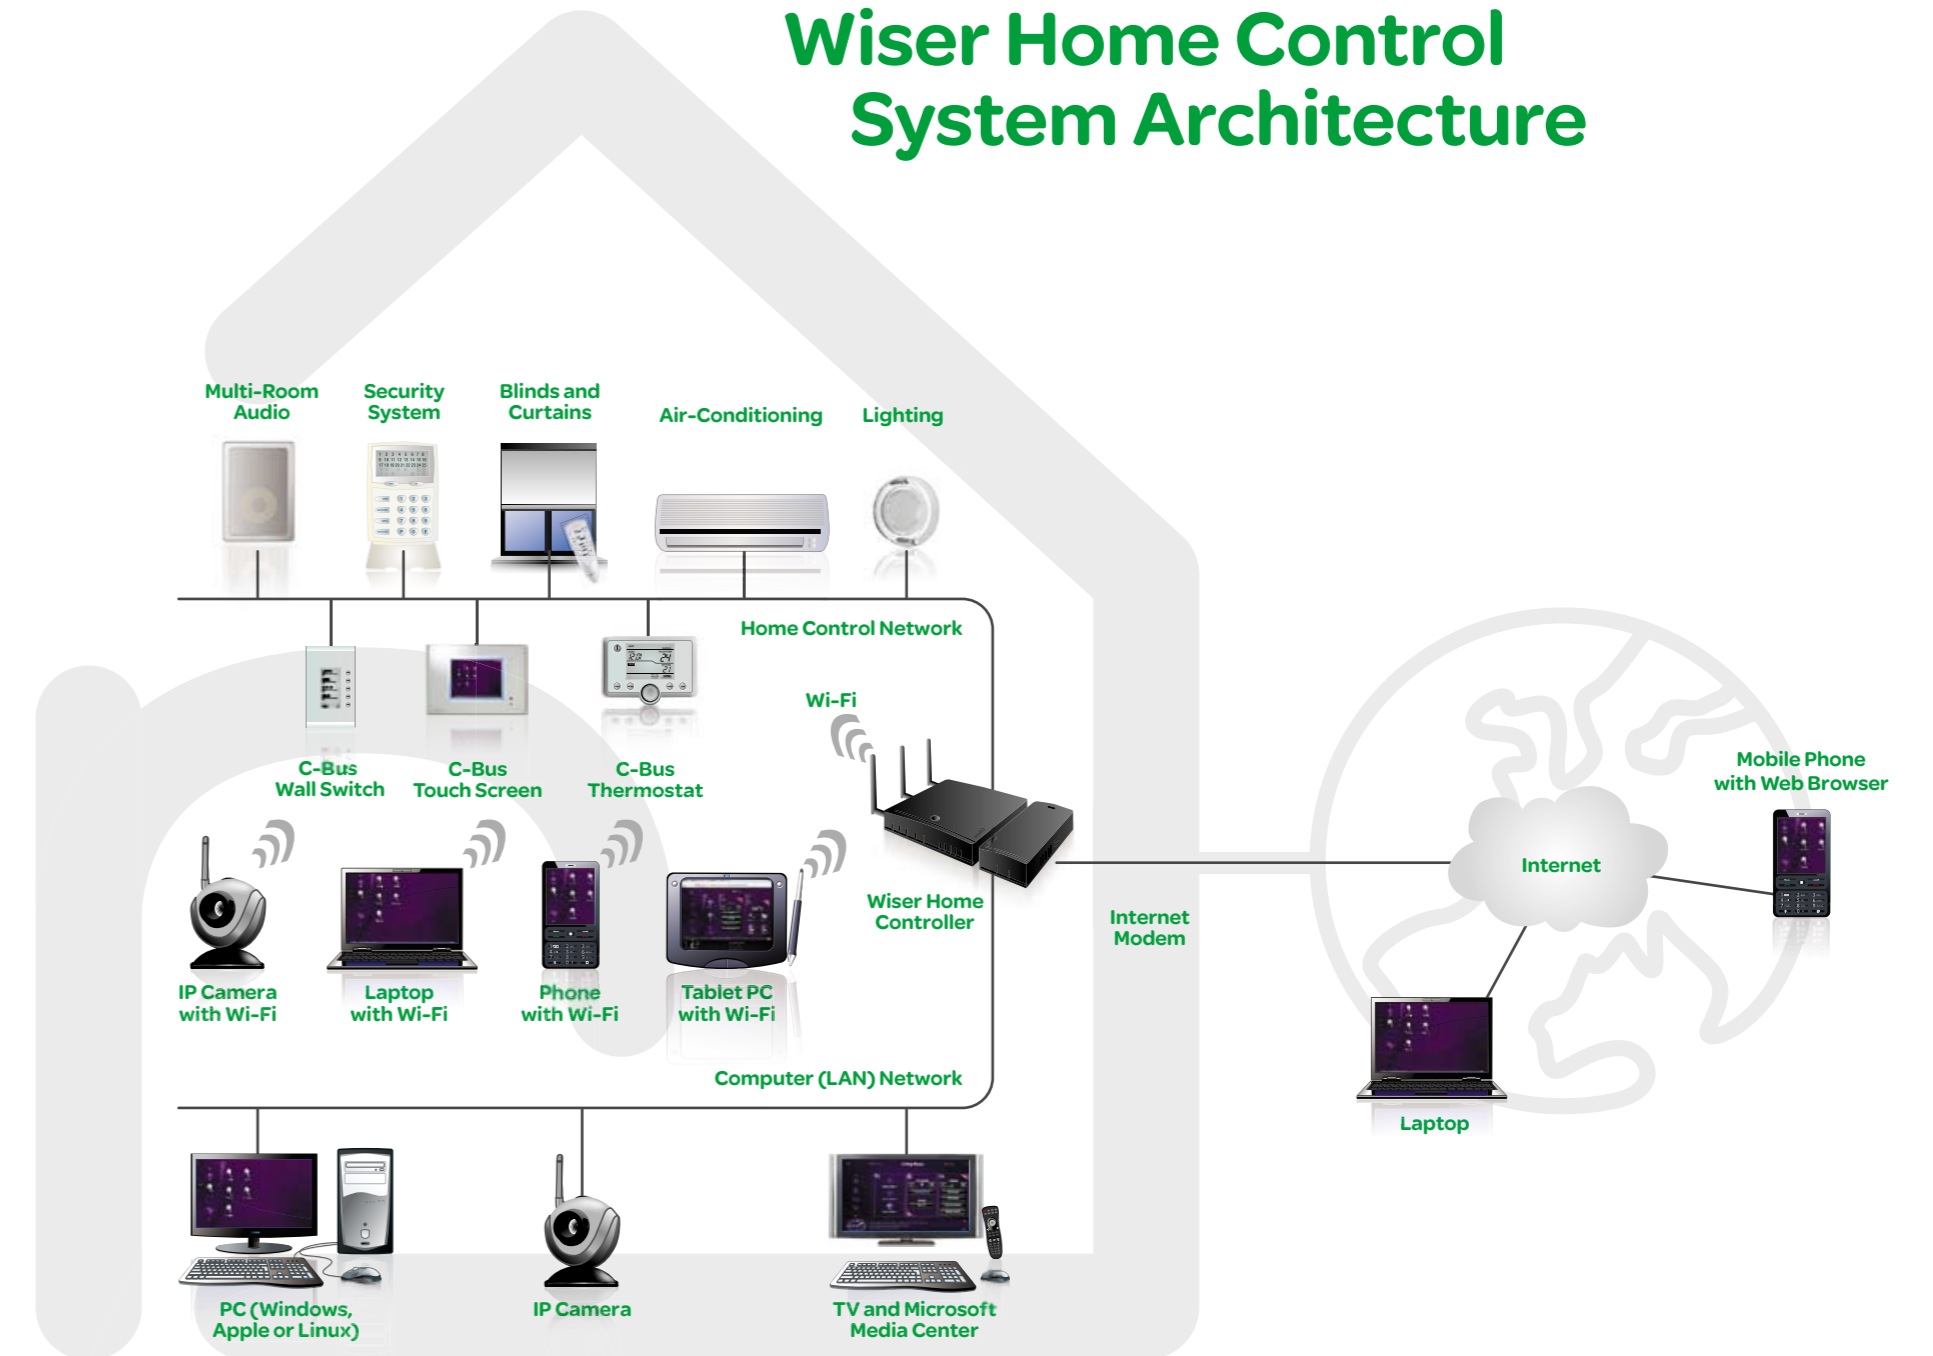 Wiser Home Control
System Architecture
Multi-Room
Audio
Security
System
Blinds and
Curtains
Air-Conditioning
Lighting
Home Control Network
C-Bus
Wall Switch
C-Bus
Touch Screen
C-Bus
Thermostat
Wi-Fi
Wiser Home
Controller
Internet
Modem
Internet
Mobile Phone
with Web Browser
Laptop
IP Camera
with Wi-Fi
Laptop
with Wi-Fi
Phone
with Wi-Fi
Tablet PC
with Wi-Fi
Computer (LAN) Network
PC (Windows,
Apple or Linux)
IP Camera
TV and Microsoft
Media Center